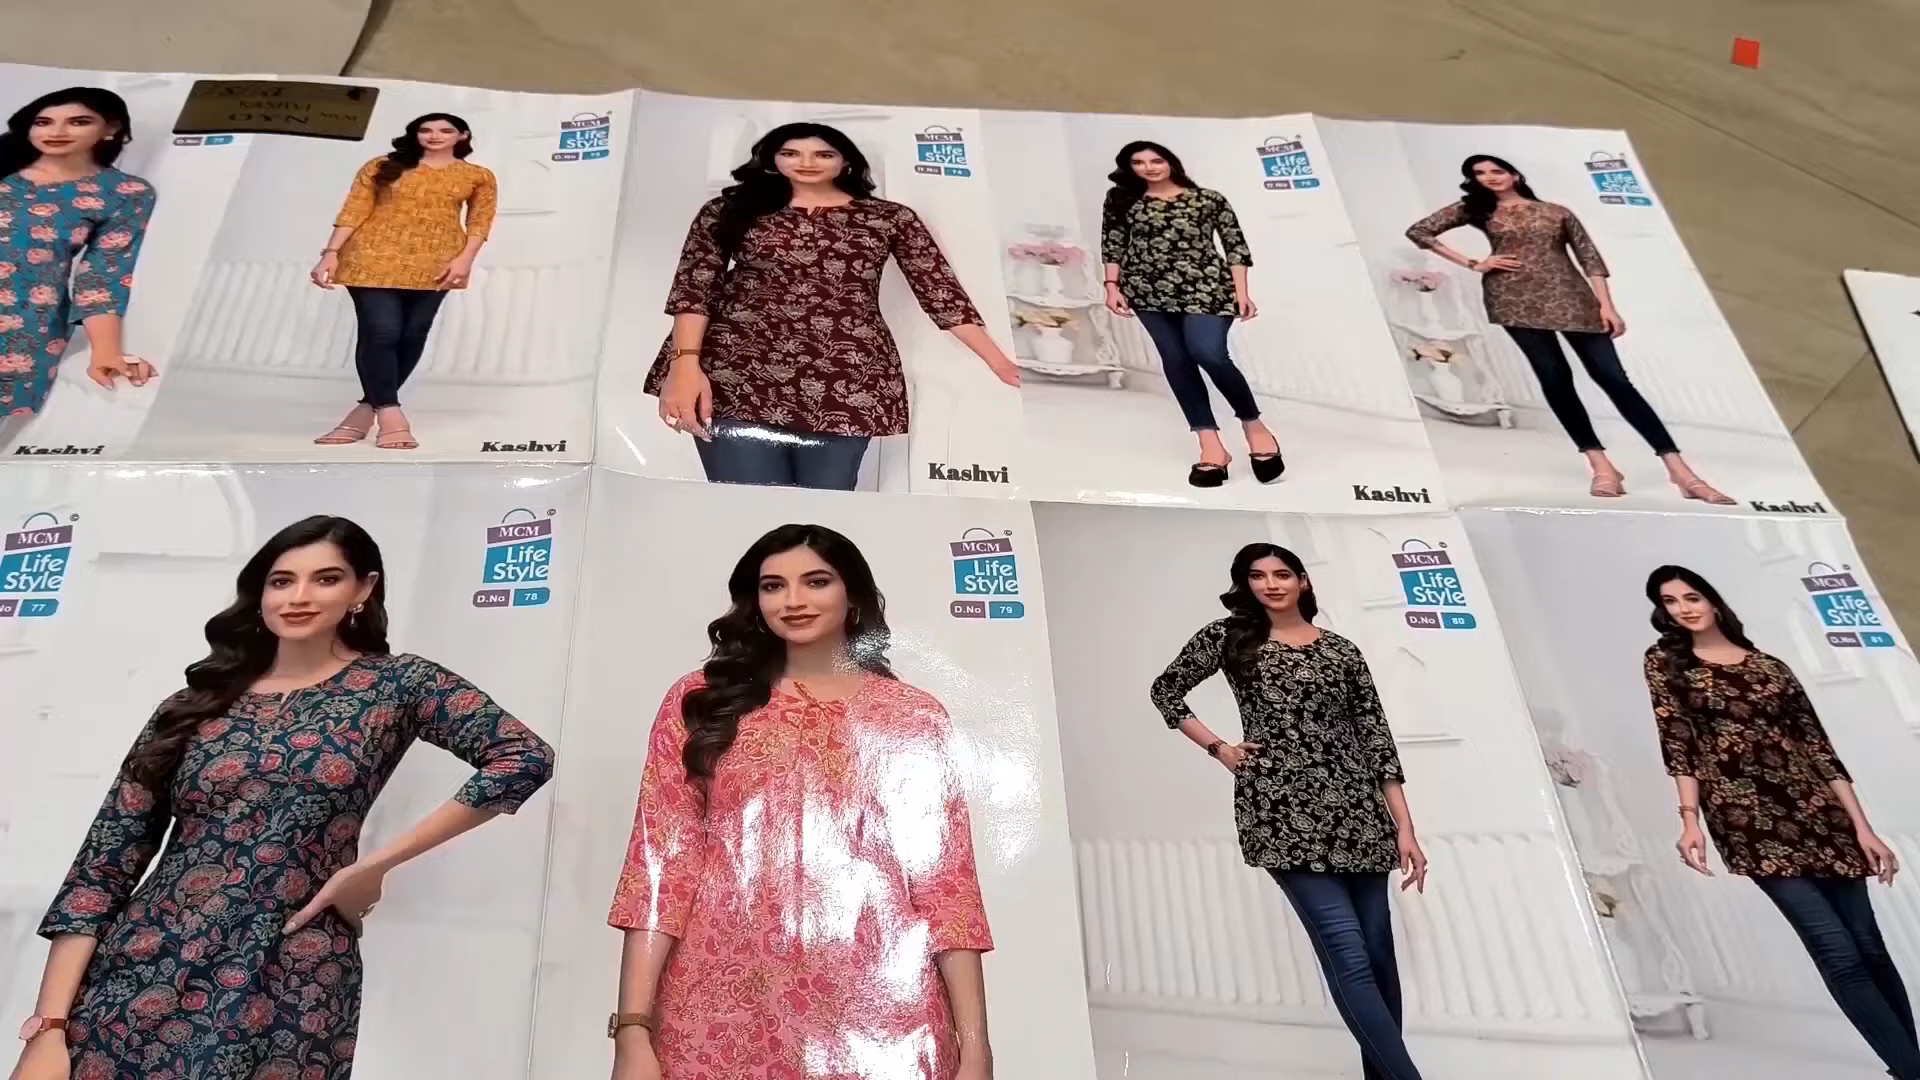 KASHVI
D.No 72
MCM
Life
Style
D.No 73
MCM
Life
Style
D.No 74
MCM
Life
Style
D.No 75
MCM
Life
Style
Kashvi
Kashvi
Kashvi
Kashvi
Kashvi
MCM
Life
Style
No 77
MCM
Life
Style
D.No 78
MCM
Life
Style
D.No 79
MCM
Life
Style
D.No 80
MCM
Life
Style
D.No 81